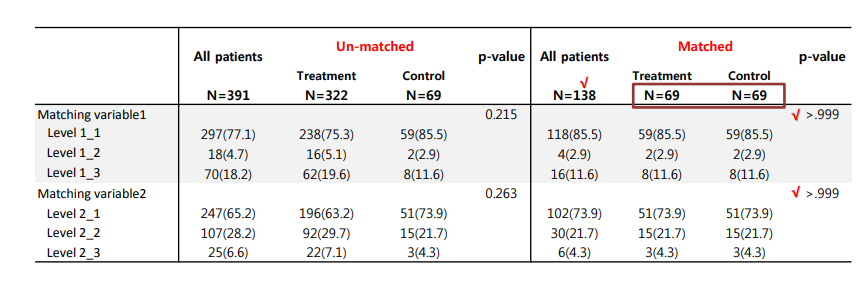 Un-matched Matched
All patients p-value All patients p-value
Treatment Control √ Treatment Control
N=391 N=322 N=69 N=138 N=69 N=69
Matching variable1 0.215 √ >.999
Level 1_1 297(77.1) 238(75.3) 59(85.5) 118(85.5) 59(85.5) 59(85.5)
Level 1_2 18(4.7) 16(5.1) 2(2.9) 4(2.9) 2(2.9) 2(2.9)
Level 1_3 70(18.2) 62(19.6) 8(11.6) 16(11.6) 8(11.6) 8(11.6)
Matching variable2 0.263 √ >.999
Level 2_1 247(65.2) 196(63.2) 51(73.9) 102(73.9) 51(73.9) 51(73.9)
Level 2_2 107(28.2) 92(29.7) 15(21.7) 30(21.7) 15(21.7) 15(21.7)
Level 2_3 25(6.6) 22(7.1) 3(4.3) 6(4.3) 3(4.3) 3(4.3)